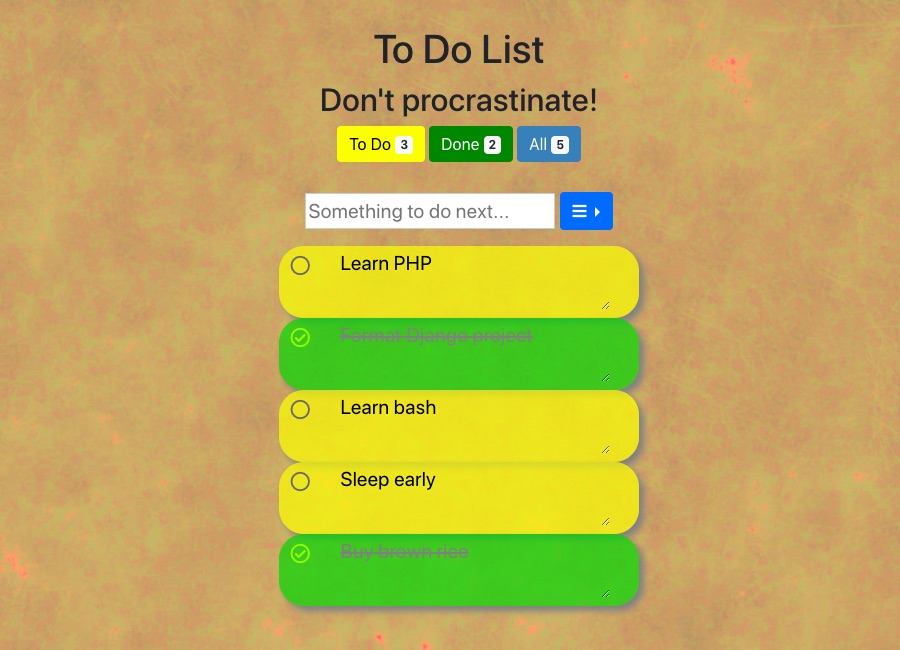 To Do List
Don't procrastinate!
To Do 3 Done 2 All 5
Something to do next...
Learn PHP
Format Django project
Learn bash
Sleep early
Buy brown rice